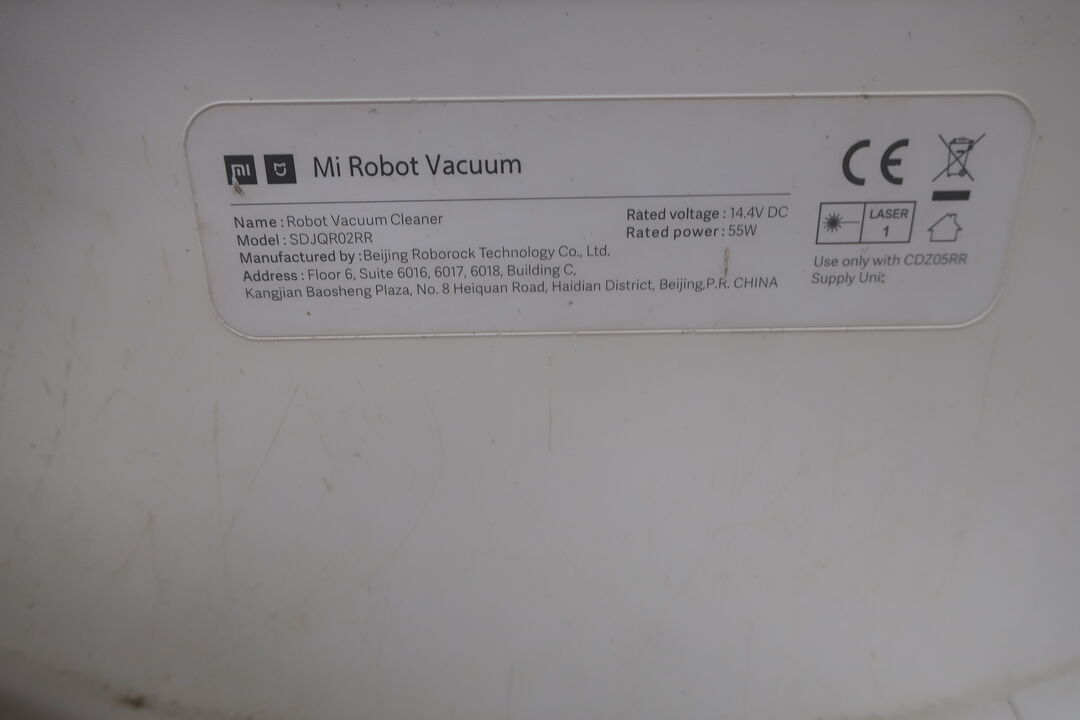 mi Mi Robot Vacuum
Name : Robot Vacuum Cleaner
Model : SDJQR02RR
Manufactured by : Beijing Roborock Technology Co., Ltd.
Address : Floor 6, Suite 6016, 6017, 6018, Building C,
Kangjian Baosheng Plaza, No. 8 Heiquan Road, Haidian District, Beijing,P.R. CHINA
Rated voltage : 14.4V DC
Rated power : 55W
CE
LASER
1
Use only with CDZ05RR
Supply Unit